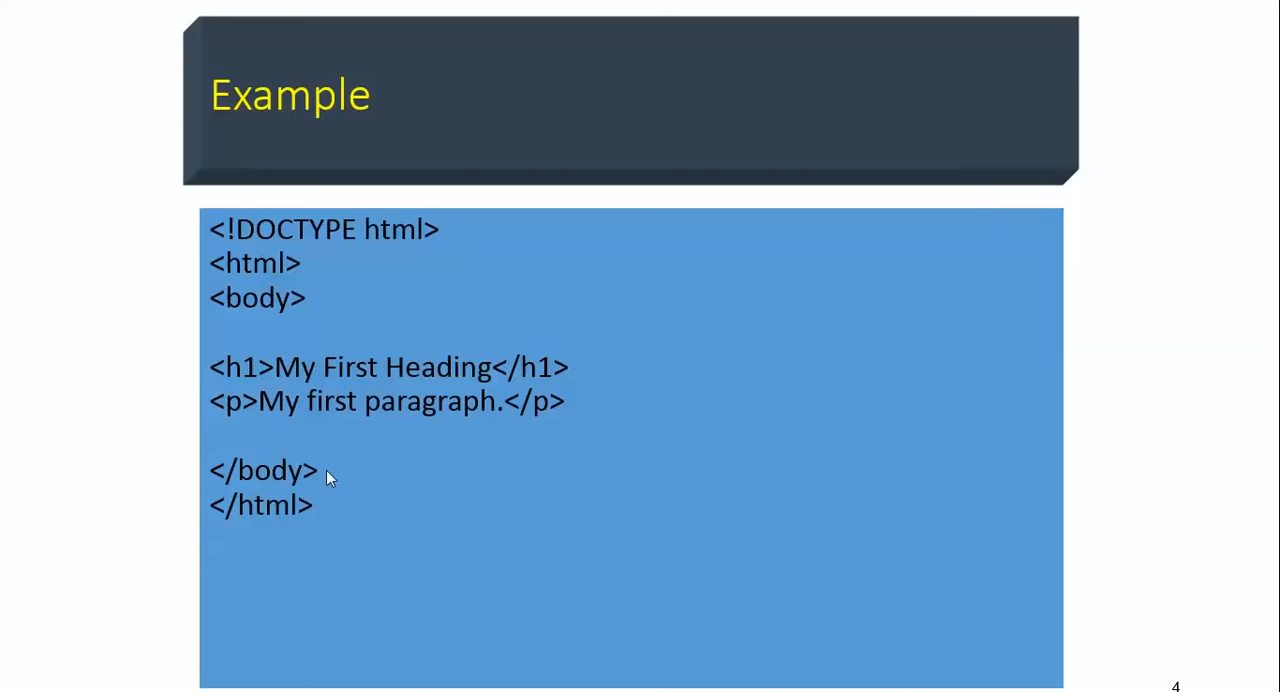 Example
<!DOCTYPE html>
<html>
<body>
<h1>My First Heading</h1>
<p>My first paragraph.</p>
</body>
</html>
4